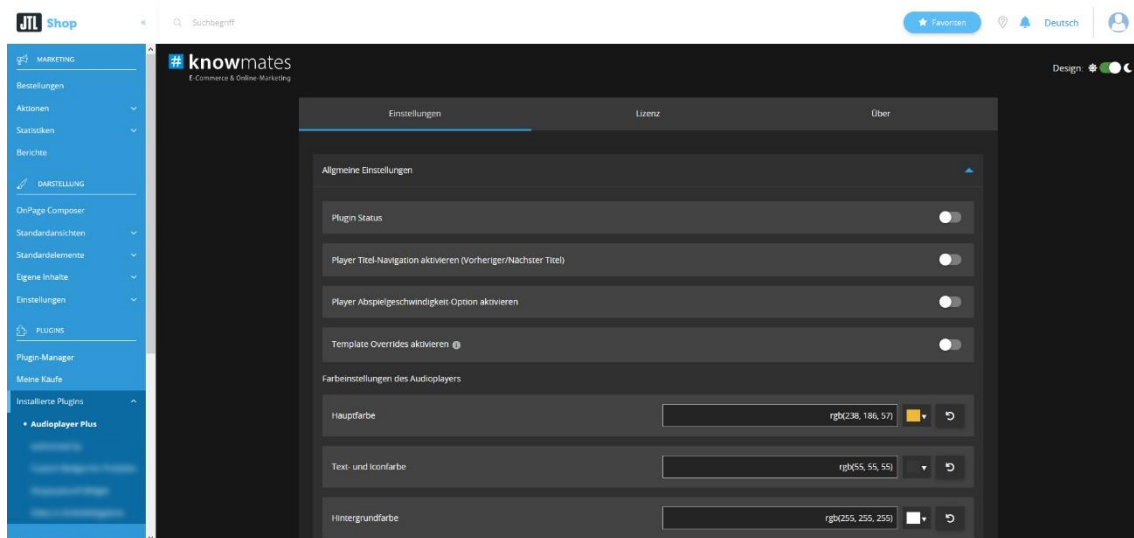 JTL Shop
«
Suchbegriff
Favoriten
Deutsch
MARKETING
Bestellungen
Aktionen
Statistiken
Berichte
DARSTELLUNG
OnPage Composer
Standardansichten
Standardelemente
Eigene Inhalte
Einstellungen
PLUGINS
Plugin-Manager
Meine Käufe
Installierte Plugins
• Audioplayer Plus
# knowmates
E-Commerce & Online-Marketing
Design:
Einstellungen
Lizenz
Über
Allgmeine Einstellungen
Plugin Status
Player Titel-Navigation aktivieren (Vorheriger/Nächster Titel)
Player Abspielgeschwindigkeit-Option aktivieren
Template Overrides aktivieren
Farbeinstellungen des Audioplayers
Hauptfarbe
rgb(238, 186, 57)
Text- und Iconfarbe
rgb(55, 55, 55)
Hintergrundfarbe
rgb(255, 255, 255)